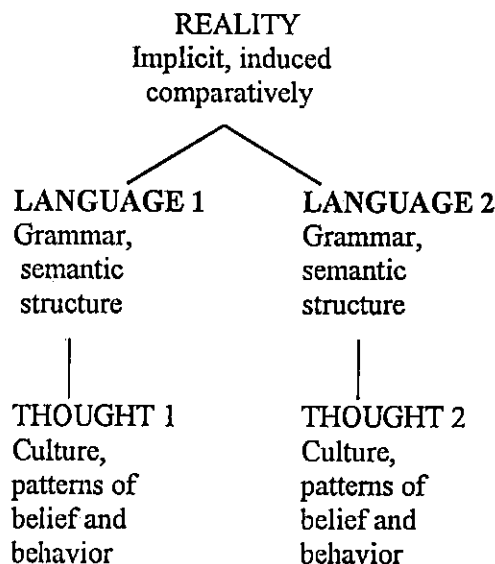 REALITY
Implicit, induced
comparatively
LANGUAGE 1
Grammar,
semantic
structure
LANGUAGE 2
Grammar,
semantic
structure
THOUGHT 1
Culture,
patterns of
belief and
behavior
THOUGHT 2
Culture,
patterns of
belief and
behavior